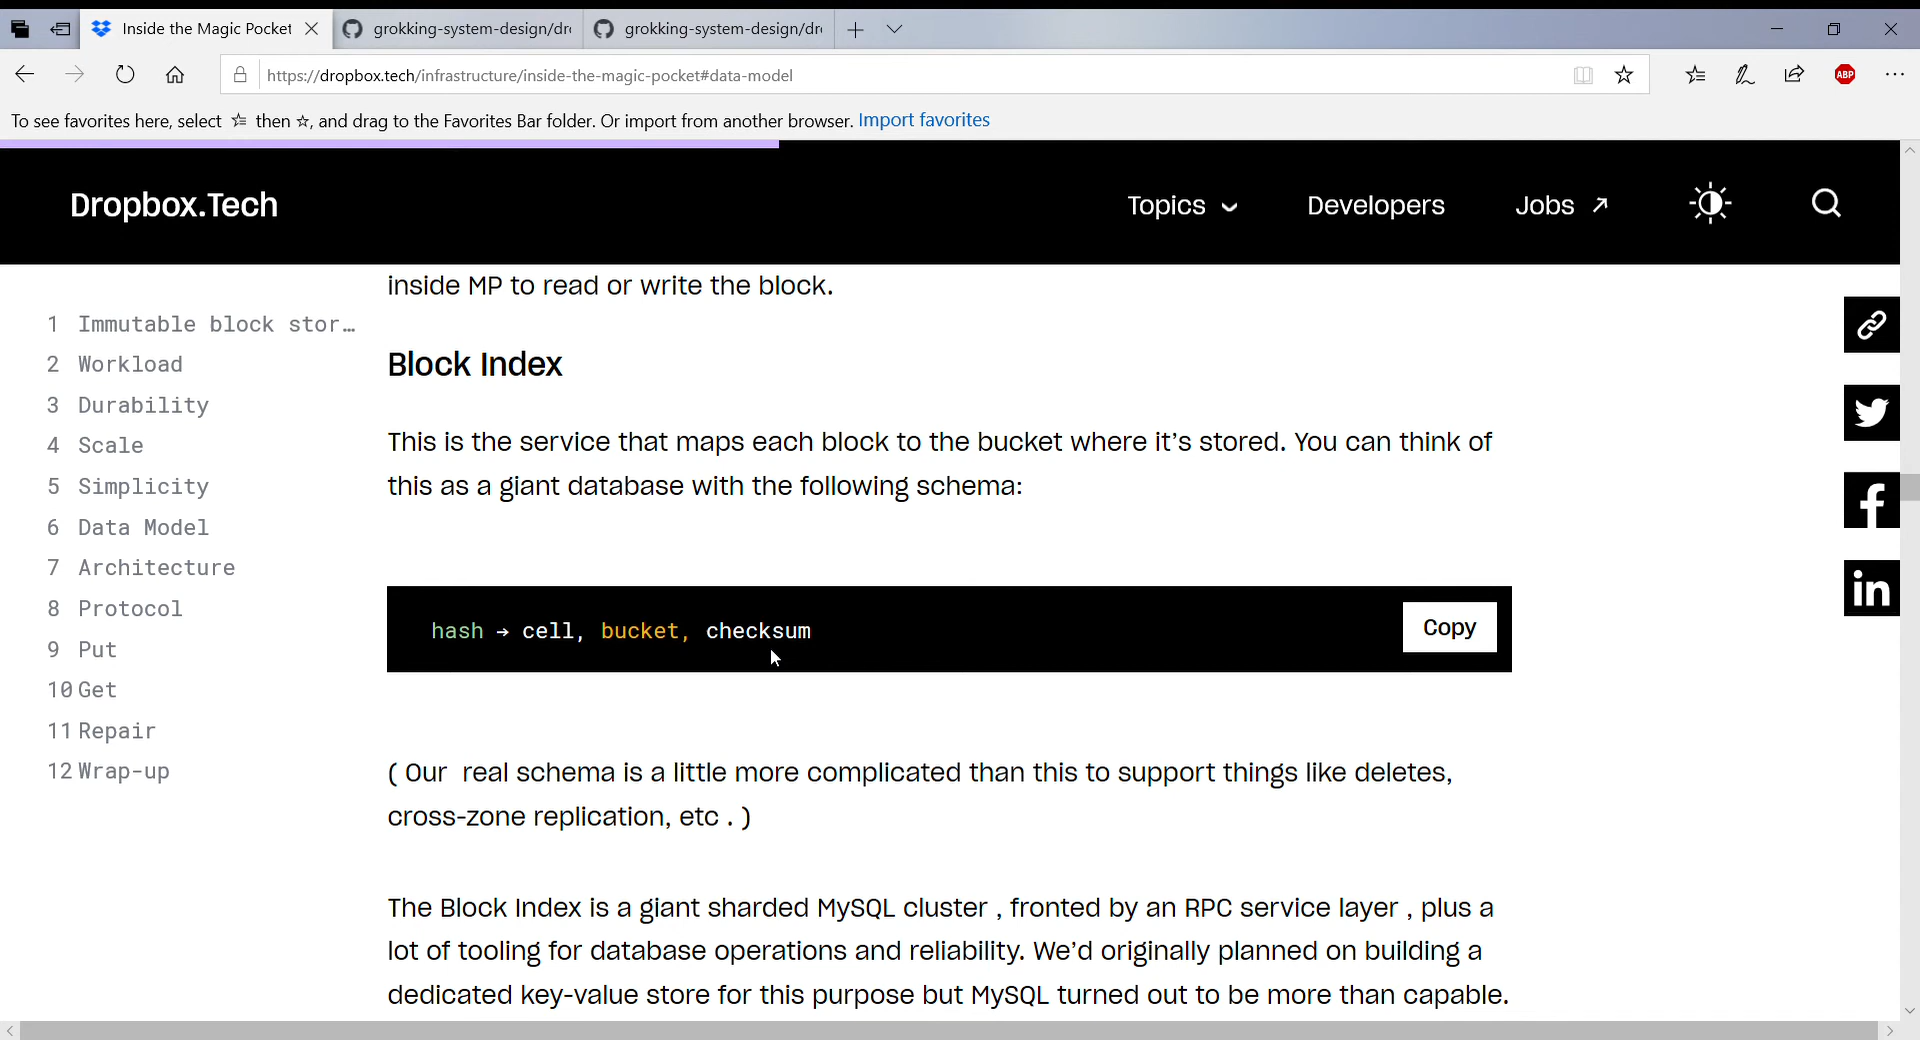 Inside the Magic Pocket
grokking-system-design/dr
grokking-system-design/dr
https://dropbox.tech/infrastructure/inside-the-magic-pocket#data-model
ABP
To see favorites here, select then ☆, and drag to the Favorites Bar folder. Or import from another browser. Import favorites
Dropbox.Tech
Topics
Developers
Jobs ↗
inside MP to read or write the block.
1 Immutable block stor…
2 Workload
3 Durability
4 Scale
5 Simplicity
6 Data Model
7 Architecture
8 Protocol
9 Put
10 Get
11 Repair
12 Wrap-up
Block Index
This is the service that maps each block to the bucket where it’s stored. You can think of
this as a giant database with the following schema:
hash → cell, bucket, checksum
Copy
( Our real schema is a little more complicated than this to support things like deletes,
cross-zone replication, etc . )
The Block Index is a giant sharded MySQL cluster , fronted by an RPC service layer , plus a
lot of tooling for database operations and reliability. We’d originally planned on building a
dedicated key-value store for this purpose but MySQL turned out to be more than capable.
in